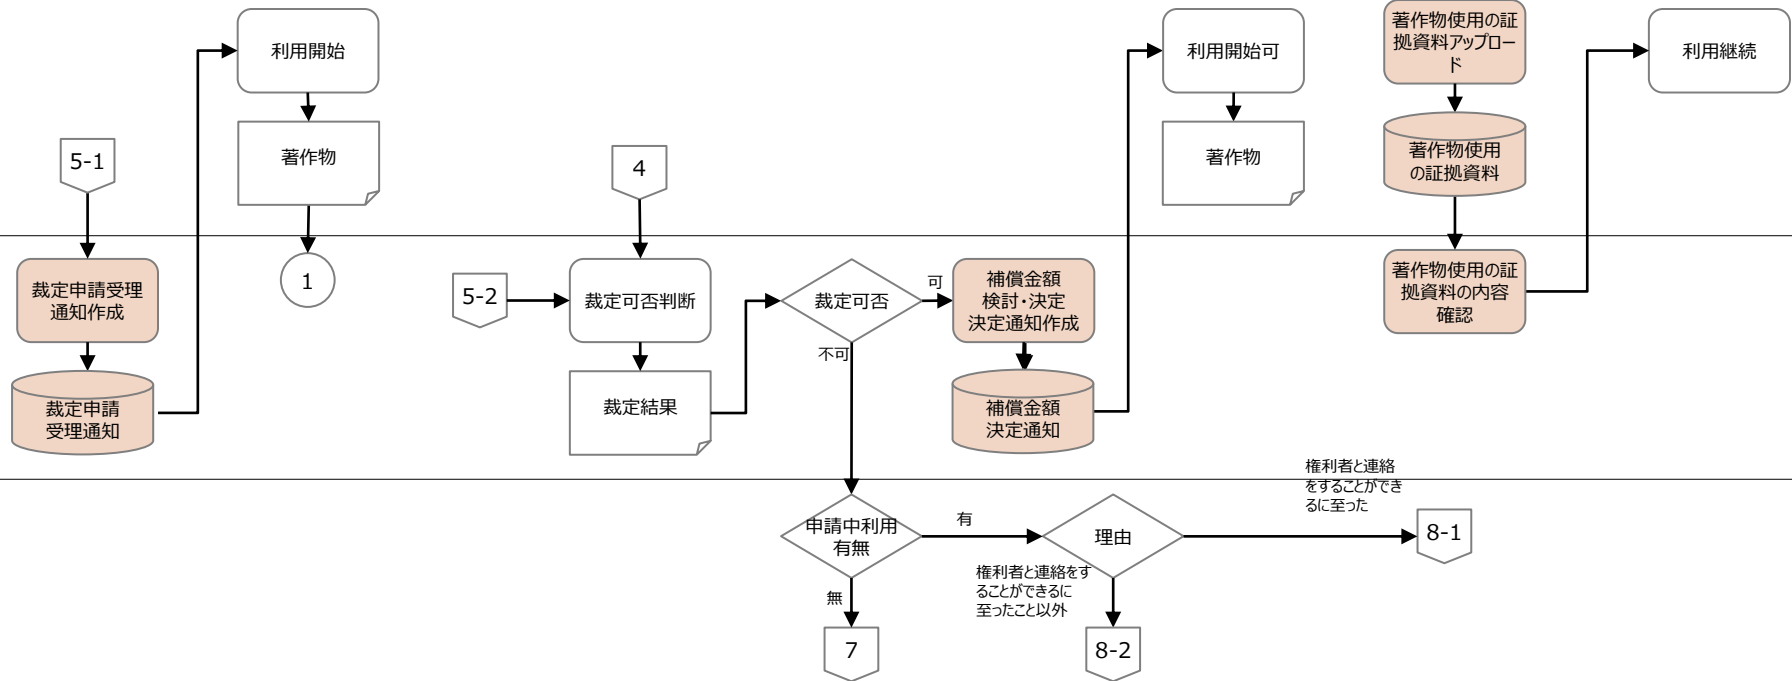 利用開始
著作物
5-1
1
裁定申請受理
通知作成
裁定申請
受理通知
4
5-2
裁定可否判断
裁定結果
裁定可否
可
不可
補償金額
検討・決定
決定通知作成
補償金額
決定通知
利用開始可
著作物
著作物使用の証
拠資料アップロー
ド
著作物使用
の証拠資料
著作物使用の証
拠資料の内容
確認
利用継続
申請中利用
有無
有
無
7
理由
権利者と連絡
をすることができ
るに至った
8-1
権利者と連絡をす
ることができるに
至ったこと以外
8-2